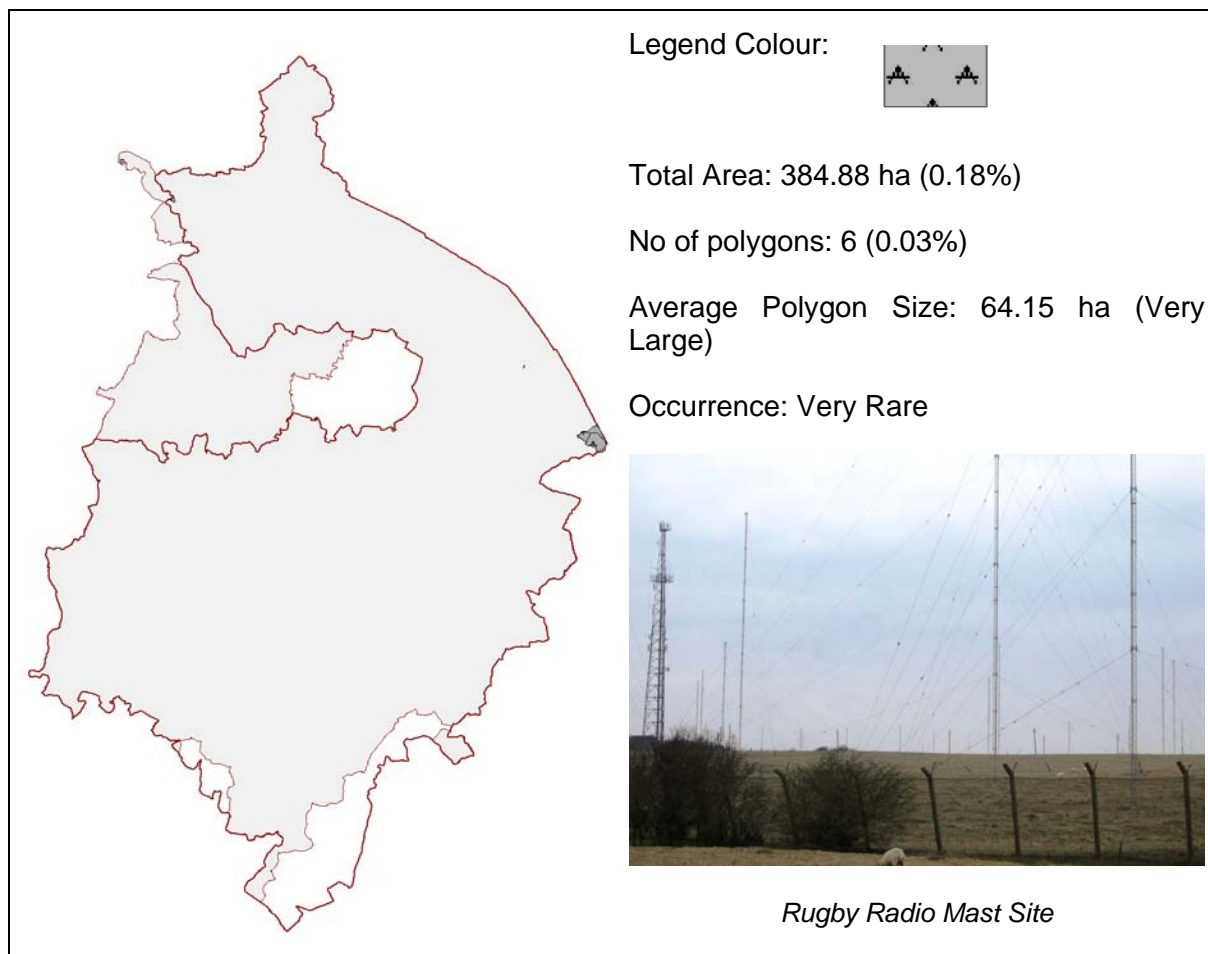 Legend Colour:
Total Area: 384.88 ha (0.18%)
No of polygons: 6 (0.03%)
Average Polygon Size: 64.15 ha (Very
Large)
Occurrence: Very Rare
Rugby Radio Mast Site